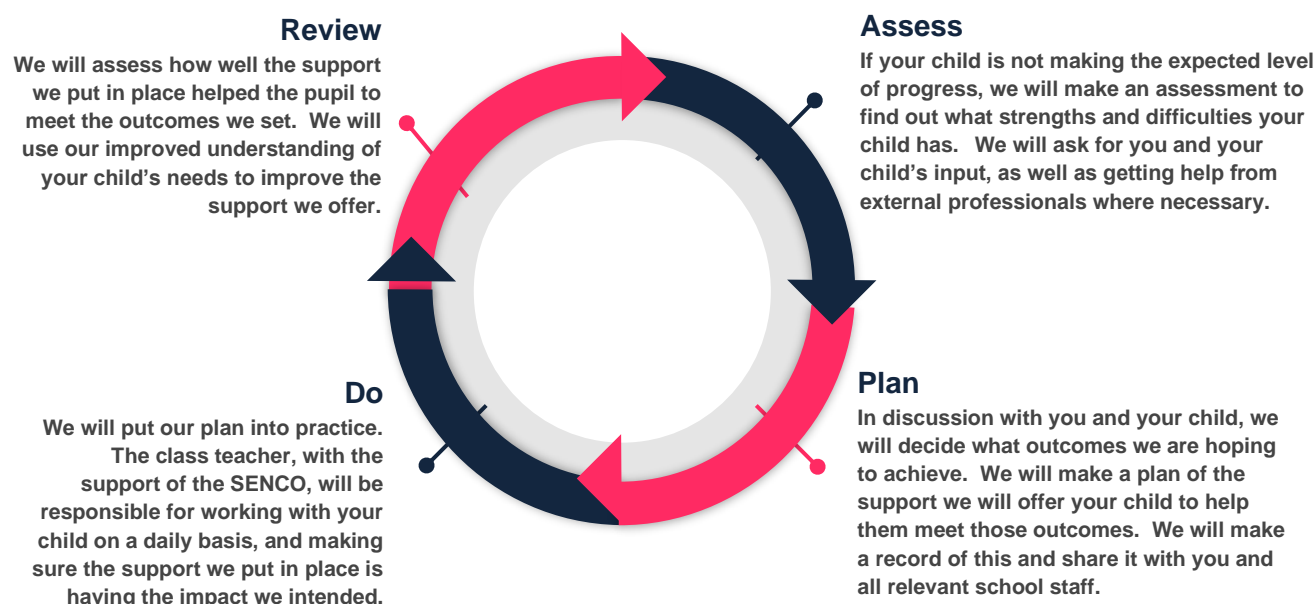 Review
We will assess how well the support
we put in place helped the pupil to
meet the outcomes we set. We will
use our improved understanding of
your child’s needs to improve the
support we offer.
Assess
If your child is not making the expected level
of progress, we will make an assessment to
find out what strengths and difficulties your
child has. We will ask for you and your
child’s input, as well as getting help from
external professionals where necessary.
Do
We will put our plan into practice.
The class teacher, with the
support of the SENCO, will be
responsible for working with your
child on a daily basis, and making
sure the support we put in place is
having the impact we intended.
Plan
In discussion with you and your child, we
will decide what outcomes we are hoping
to achieve. We will make a plan of the
support we will offer your child to help
them meet those outcomes. We will make
a record of this and share it with you and
all relevant school staff.